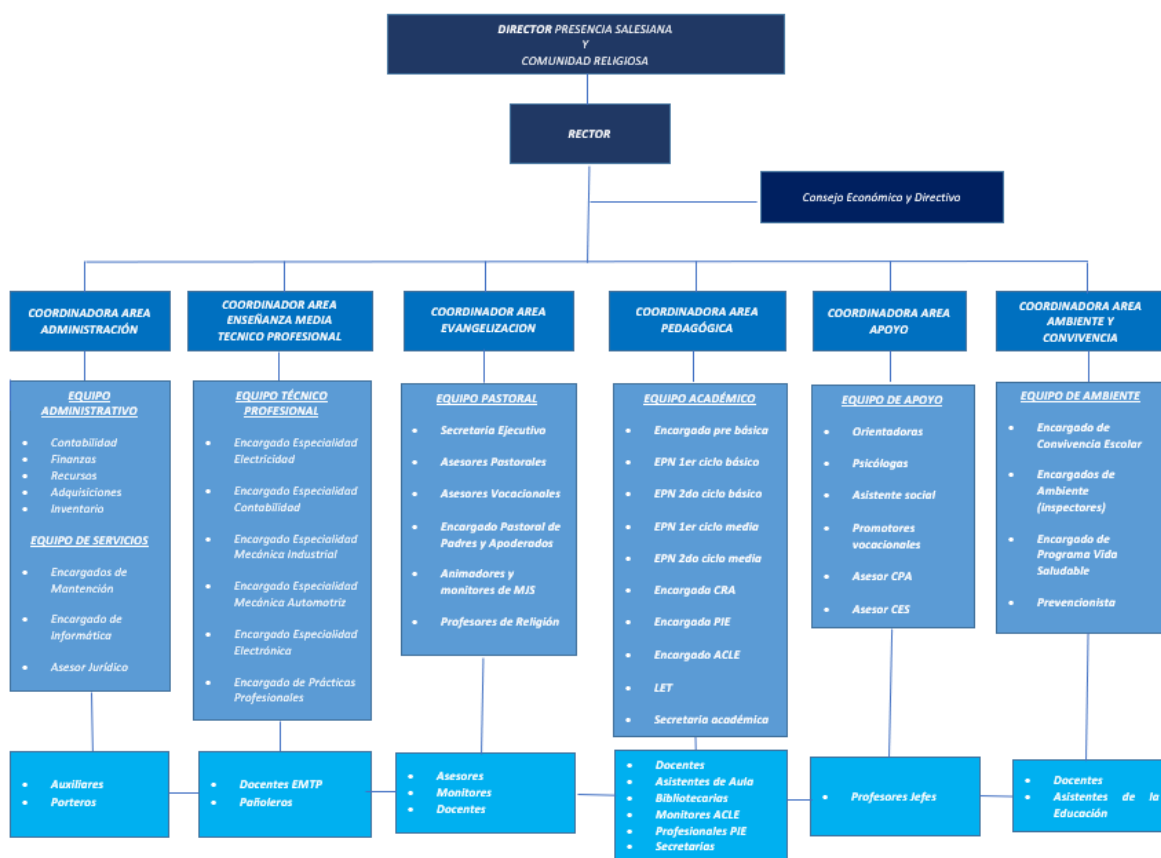 DIRECTOR PRESENCIA SALESIANA
Y
COMUNIDAD RELIGIOSA
RECTOR
Consejo Económico y Directivo
COORDINADORA AREA
ADMINISTRACIÓN
COORDINADOR AREA
ENSEÑANZA MEDIA
TECNICO PROFESIONAL
COORDINADOR AREA
EVANGELIZACION
COORDINADORA AREA
PEDAGÓGICA
COORDINADORA AREA
APOYO
COORDINADORA AREA
AMBIENTE Y
CONVIVENCIA
EQUIPO
ADMINISTRATIVO
• Contabilidad
• Finanzas
• Recursos
• Adquisiciones
• Inventario
EQUIPO DE SERVICIOS
• Encargados de
Mantención
• Encargado de
Informática
• Asesor Jurídico
EQUIPO TÉCNICO
PROFESIONAL
• Encargado Especialidad
Electricidad
• Encargado Especialidad
Contabilidad
• Encargado Especialidad
Mecánica Industrial
• Encargado Especialidad
Mecánica Automotriz
• Encargado Especialidad
Electrónica
• Encargado de Prácticas
Profesionales
EQUIPO PASTORAL
• Secretaria Ejecutivo
• Asesores Pastorales
• Asesores Vocacionales
• Encargado Pastoral de
Padres y Apoderados
• Animadores y
monitores de MJS
• Profesores de Religión
EQUIPO ACADÉMICO
• Encargada pre básica
• EPN 1er ciclo básico
• EPN 2do ciclo básico
• EPN 1er ciclo media
• EPN 2do ciclo media
• Encargada CRA
• Encargada PIE
• Encargado ACLE
• LET
• Secretaria académica
EQUIPO DE APOYO
• Orientadoras
• Psicólogas
• Asistente social
• Promotores
vocacionales
• Asesor CPA
• Asesor CES
EQUIPO DE AMBIENTE
• Encargado de
Convivencia Escolar
• Encargados de
Ambiente
(inspectores)
• Encargado de
Programa Vida
Saludable
• Prevencionista
• Auxiliares
• Porteros
• Docentes EMTP
• Pañoleros
• Asesores
• Monitores
• Docentes
• Docentes
• Asistentes de Aula
• Bibliotecarias
• Monitores ACLE
• Profesionales PIE
• Secretarias
• Profesores Jefes
• Docentes
• Asistentes de la
Educación